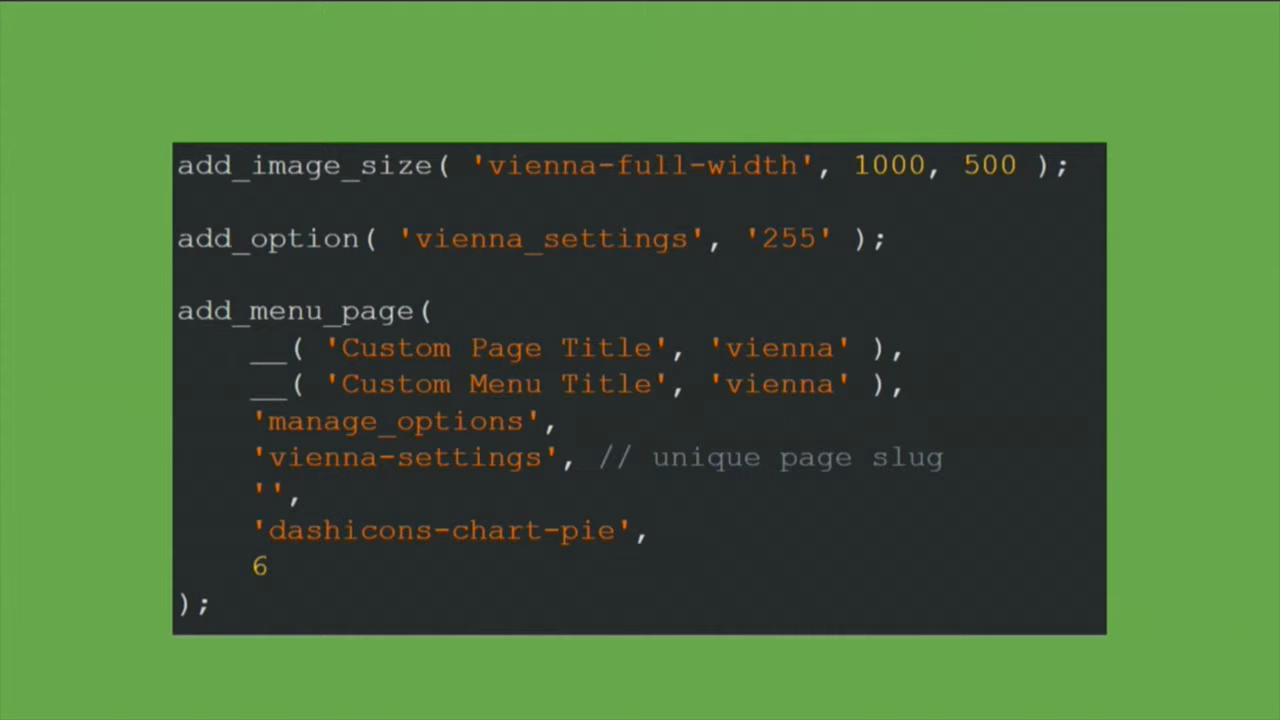 add_image_size( 'vienna-full-width', 1000, 500 );
add_option( 'vienna_settings', '255' );
add_menu_page(
__( 'Custom Page Title', 'vienna' ),
__( 'Custom Menu Title', 'vienna' ),
'manage_options',
'vienna-settings', // unique page slug
'',
'dashicons-chart-pie',
6
);